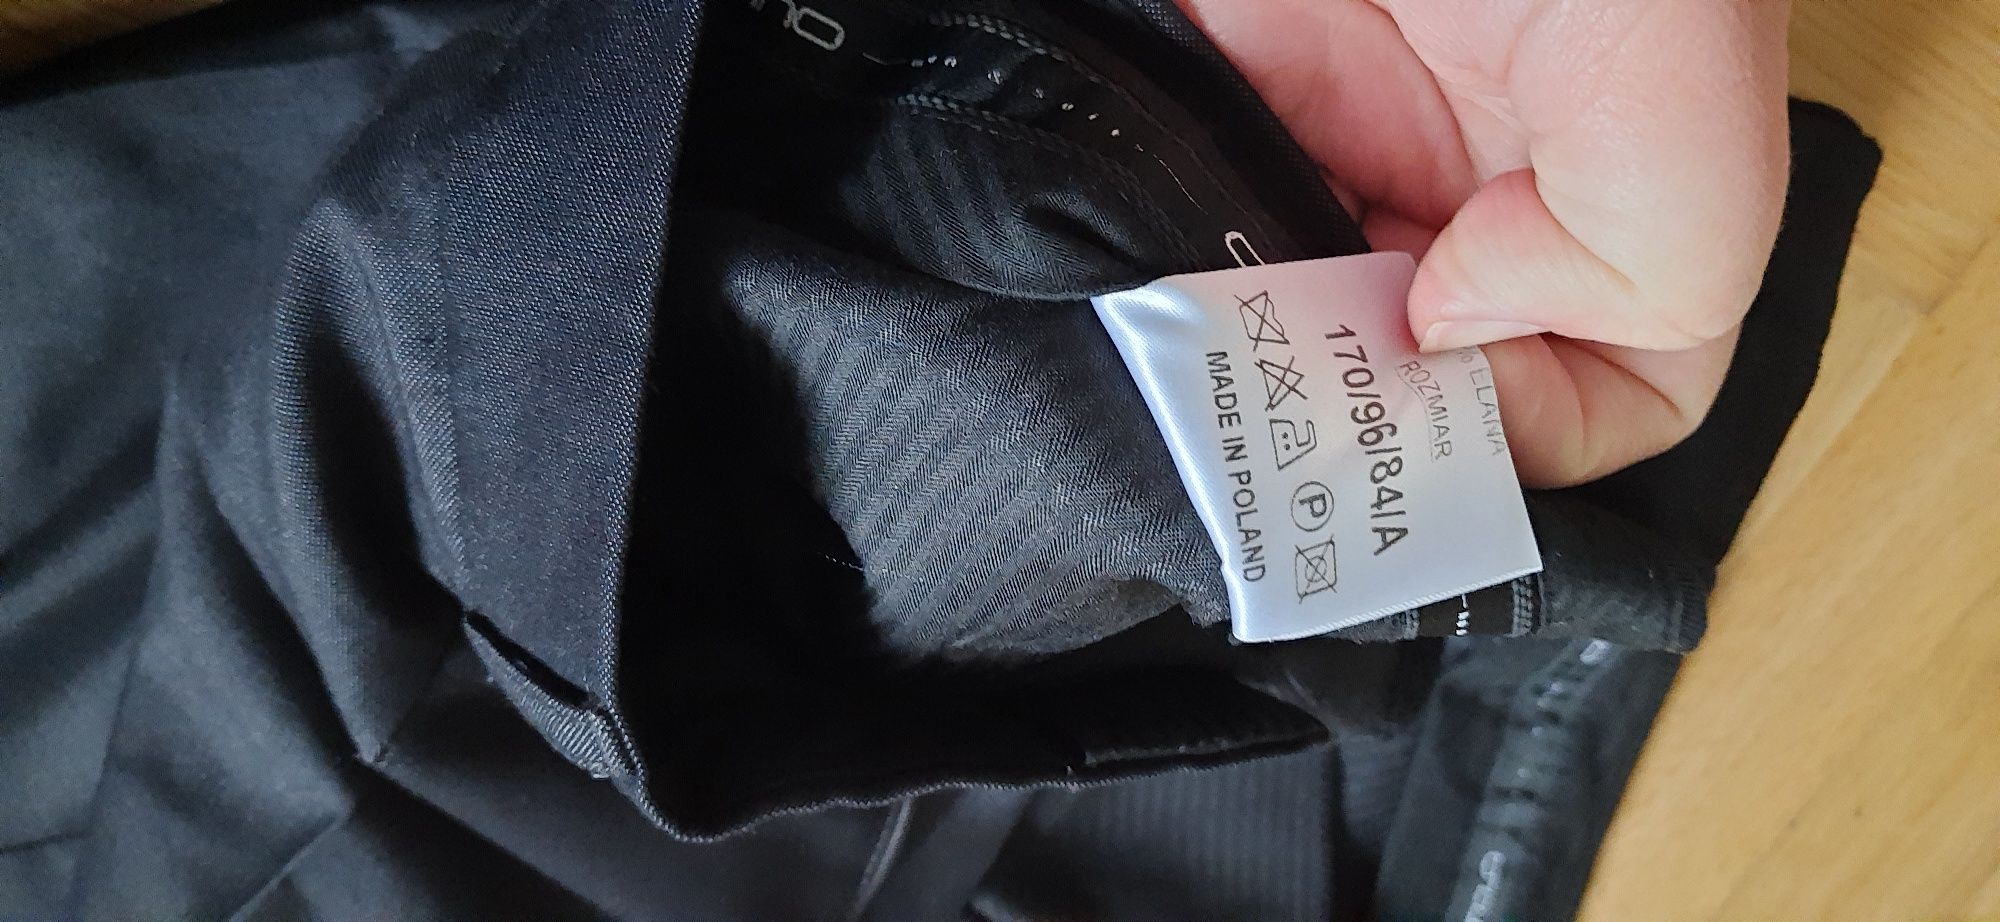 % ELANA
ROZMIAR
170/96/84/A
P
MADE IN POLAND